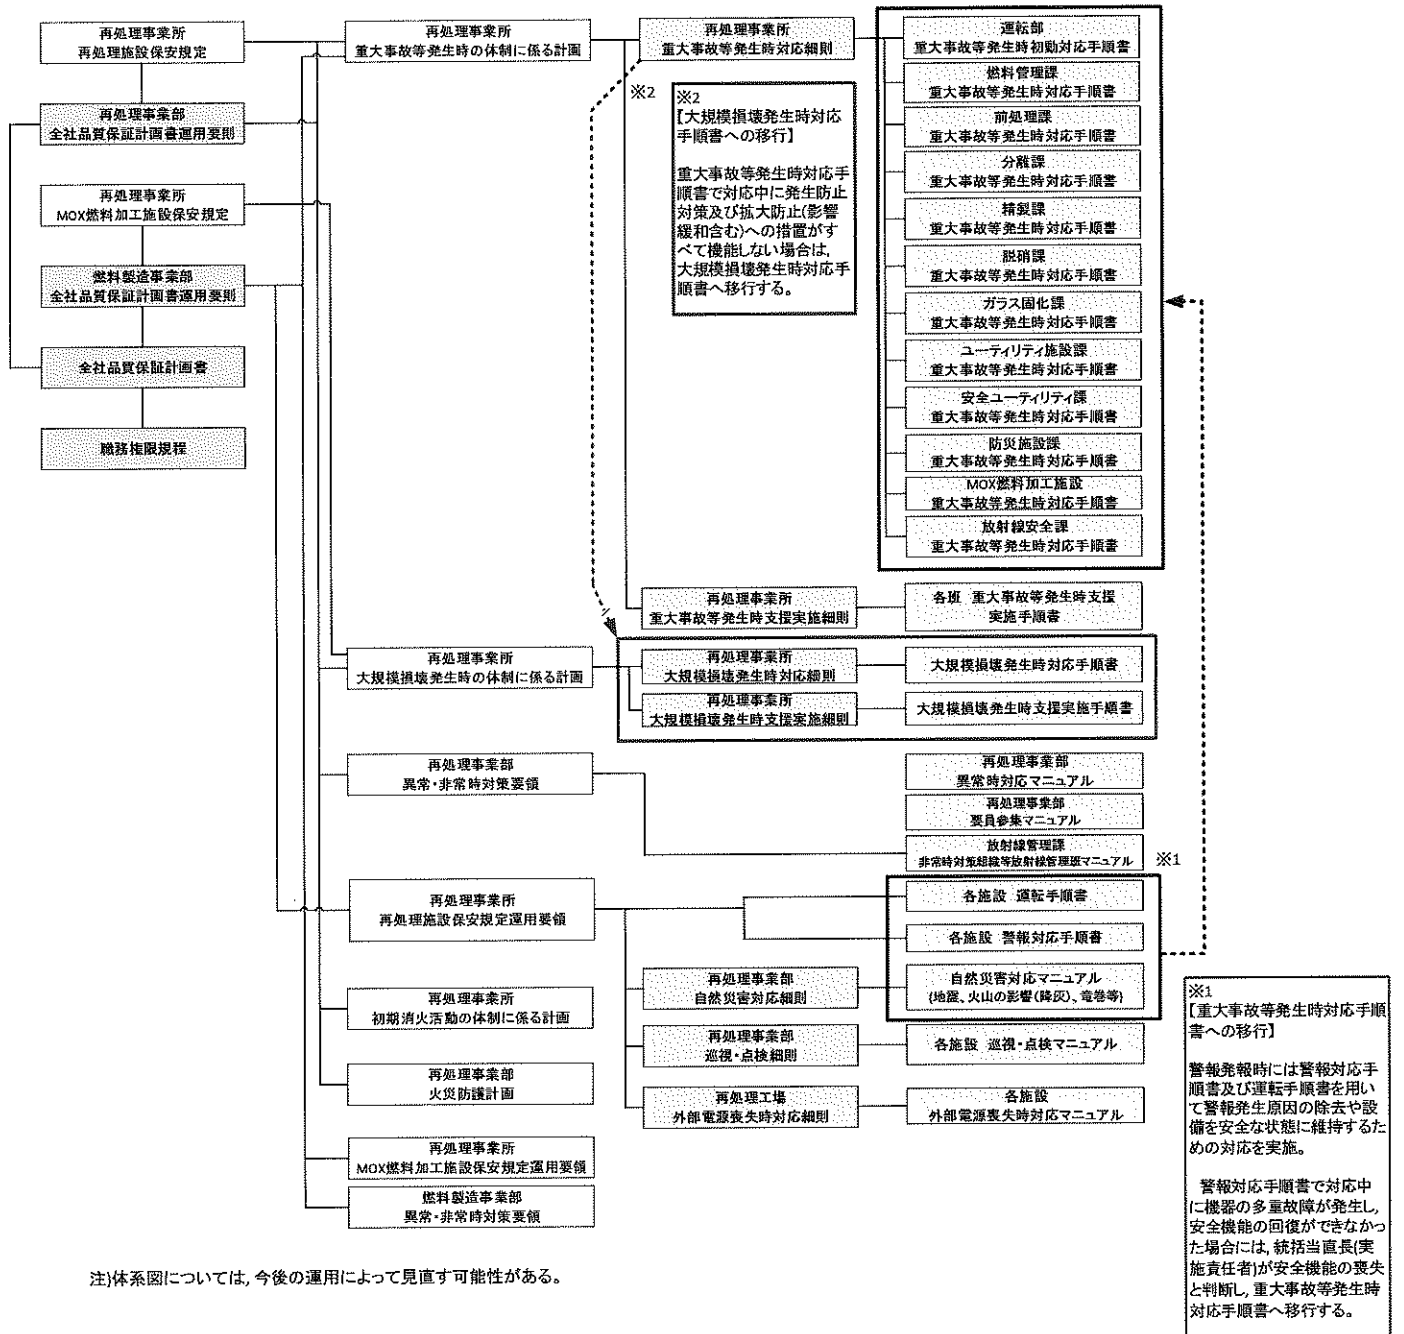 再処理事業所
再処理施設保安規定
再処理事業部
全社品質保証計画書運用要則
再処理事業所
MOX燃料加工施設保安規定
燃料製造事業部
全社品質保証計画書運用要則
全社品質保証計画書
職務権限規程
再処理事業所
重大事故等発生時の体制に係る計画
再処理事業所
大規模損壊発生時の体制に係る計画
再処理事業部
異常・非常時対策要領
再処理事業所
再処理施設保安規定運用要領
再処理事業所
初期消火活動の体制に係る計画
再処理事業部
火災防護計画
再処理事業所
MOX燃料加工施設保安規定運用要領
燃料製造事業部
異常・非常時対策要領
再処理事業所
重大事故等発生時対応細則
※2
※2
【大規模損壊発生時対応
手順書への移行】
重大事故等発生時対応手
順書で対応中に発生防止
対策及び拡大防止(影響
緩和含む)への措置がす
べて機能しない場合は,
大規模損壊発生時対応手
順書へ移行する。
再処理事業所
重大事故等発生時支援実施細則
再処理事業所
大規模損壊発生時対応細則
再処理事業所
大規模損壊発生時支援実施細則
再処理事業部
自然災害対応細則
再処理事業部
巡視・点検細則
再処理工場
外部電源喪失時対応細則
運転部
重大事故等発生時初動対応手順書
燃料管理課
重大事故等発生時対応手順書
前処理課
重大事故等発生時対応手順書
分離課
重大事故等発生時対応手順書
精製課
重大事故等発生時対応手順書
脱硝課
重大事故等発生時対応手順書
ガラス固化課
重大事故等発生時対応手順書
ユーティリティ施設課
重大事故等発生時対応手順書
安全ユーティリティ課
重大事故等発生時対応手順書
防災施設課
重大事故等発生時対応手順書
MOX燃料加工施設
重大事故等発生時対応手順書
放射線安全課
重大事故等発生時対応手順書
各班 重大事故等発生時支援
実施手順書
大規模損壊発生時対応手順書
大規模損壊発生時支援実施手順書
再処理事業部
異常時対応マニュアル
再処理事業部
要員参集マニュアル
放射線管理課
非常時対策組織等放射線管理班マニュアル
※1
各施設 運転手順書
各施設 警報対応手順書
自然災害対応マニュアル
(地震、火山の影響(降灰)、竜巻等)
各施設 巡視・点検マニュアル
各施設
外部電源喪失時対応マニュアル
※1
【重大事故等発生時対応手順
書への移行】
警報発報時には警報対応手
順書及び運転手順書を用い
て警報発生原因の除去や設
備を安全な状態に維持するた
めの対応を実施。
警報対応手順書で対応中
に機器の多重故障が発生し,
安全機能の回復ができなかっ
た場合には, 統括当直長(実
施責任者)が安全機能の喪失
と判断し, 重大事故等発生時
対応手順書へ移行する。
注)体系図については, 今後の運用によって見直す可能性がある。